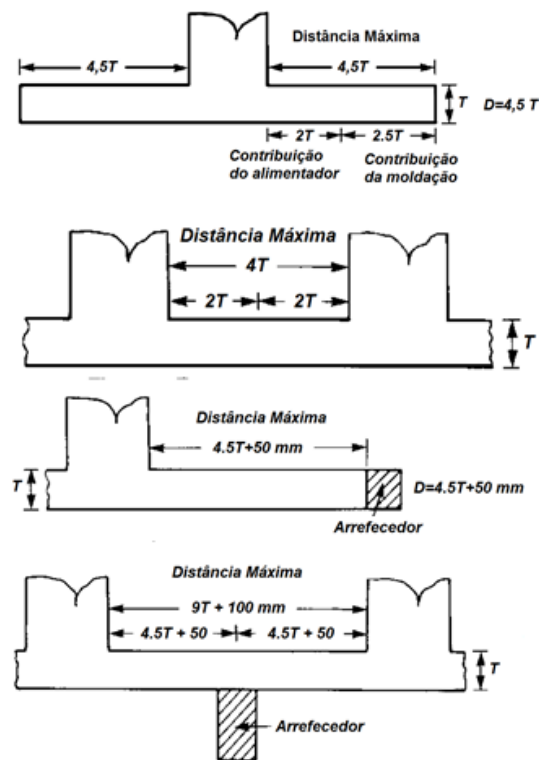 Distância Máxima
4,5T
4,5T
T
D=4,5 T
2T
2.5T
Contribuição
do alimentador
Contribuição
da moldação
Distância Máxima
4T
2T
2T
T
Distância Máxima
4.5T+50 mm
T
D=4.5T+50 mm
Arrefecedor
Distância Máxima
9T + 100 mm
4.5T + 50
4.5T + 50
T
Arrefecedor